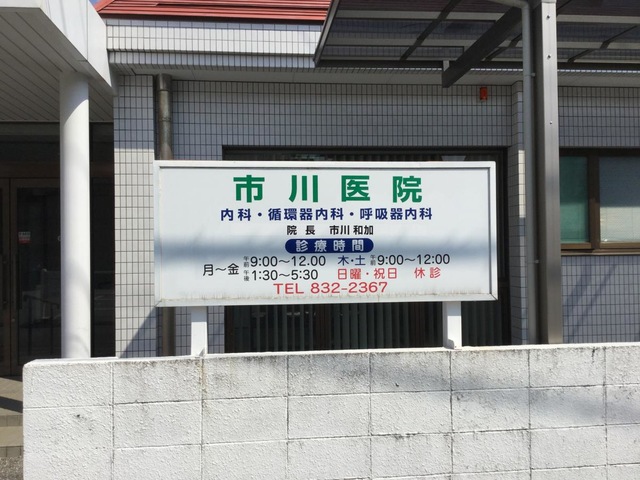 市川医院
内科・循環器内科・呼吸器内科
院長 市川和加
診療時間
月〜金 午前 9:00〜12.00 木・土 午前 9:00〜12:00
午後 1:30〜5:30 日曜・祝日 休診
TEL 832-2367